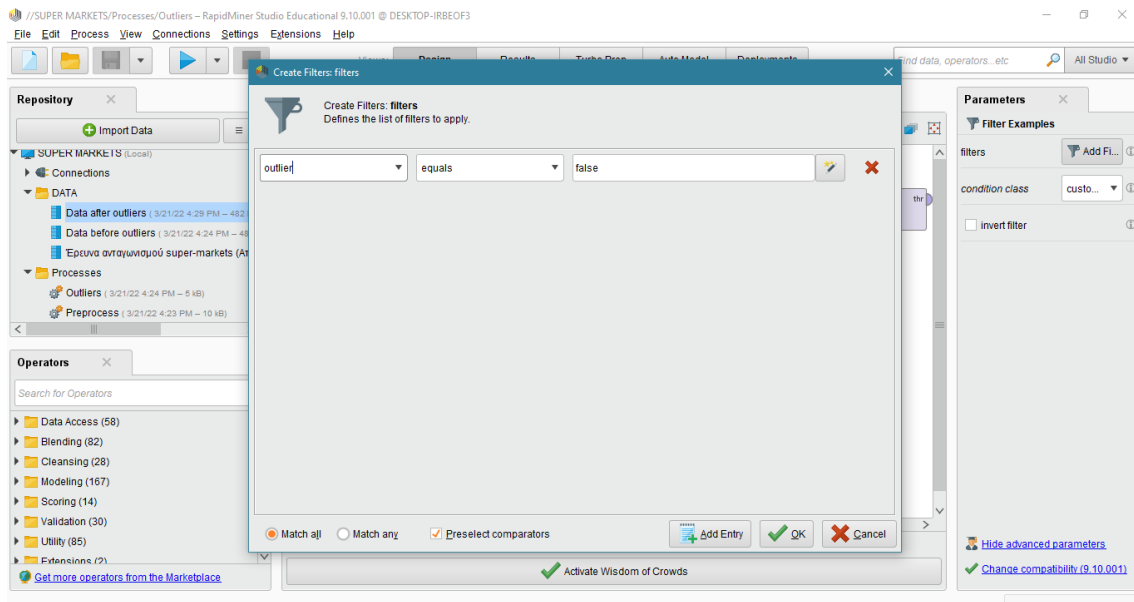 //SUPER MARKETS/Processes/Outliers – RapidMiner Studio Educational 9.10.001 @ DESKTOP-IRBEOF3
File Edit Process View Connections Settings Extensions Help
Find data, operators...etc
All Studio
Repository
Import Data
SUPER MARKETS (Local)
Connections
DATA
Data after outliers ( 3/21/22 4:29 PM – 482
Data before outliers ( 3/21/22 4:24 PM – 48
Έρευνα ανταγωνισμού super-markets (Απ
Processes
Outliers ( 3/21/22 4:24 PM – 5 kB)
Preprocess ( 3/21/22 4:23 PM – 10 kB)
Operators
Search for Operators
Data Access (58)
Blending (82)
Cleansing (28)
Modeling (167)
Scoring (14)
Validation (30)
Utility (85)
Extensions (2)
Get more operators from the Marketplace
Create Filters: filters
Create Filters: filters
Defines the list of filters to apply.
outlier equals false
Match all Match any Preselect comparators Add Entry OK Cancel
thr
Activate Wisdom of Crowds
Parameters
Filter Examples
filters Add Fi...
condition class custo...
invert filter
Hide advanced parameters
Change compatibility (9.10.001)